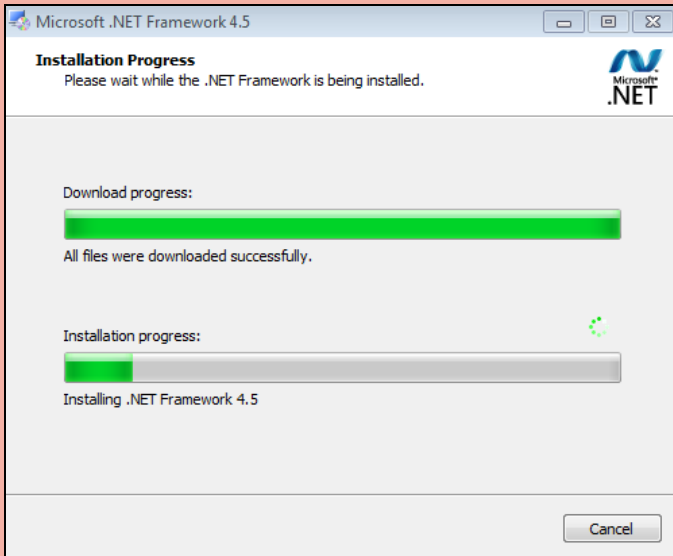 Microsoft .NET Framework 4.5
Installation Progress
Please wait while the .NET Framework is being installed.
Microsoft®
.NET
Download progress:
All files were downloaded successfully.
Installation progress:
Installing .NET Framework 4.5
Cancel